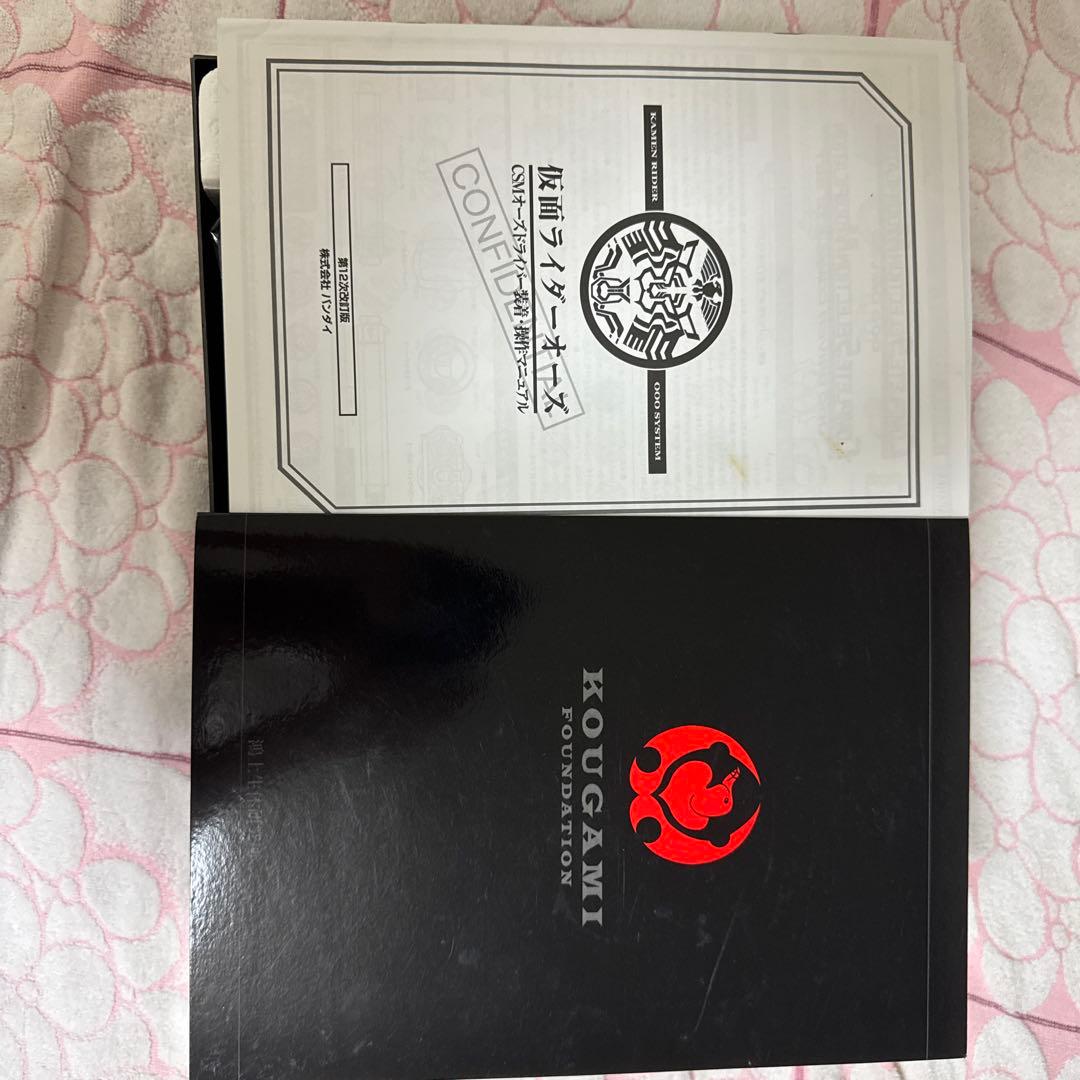 KAMEN RIDER
OOO SYSTEM
仮面ライダーオーズ
CSMオーズドライバー装着・操作マニュアル
CONFIDENTIAL
第12次改訂版
株式会社 バンダイ
KOUGAMI
FOUNDATION